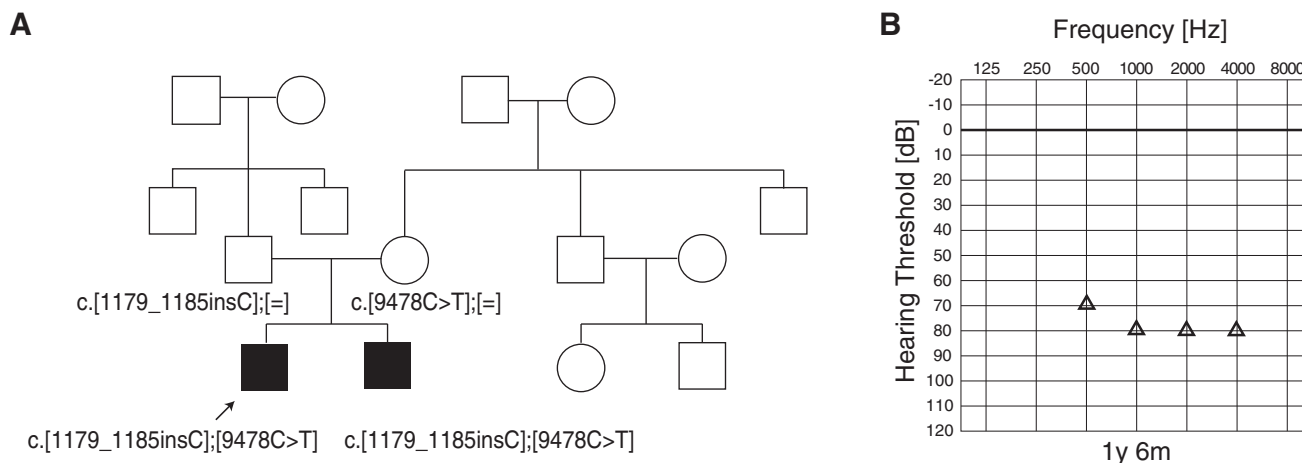 A
c.[1179_1185insC];[=]
c.[9478C>T];[=]
c.[1179_1185insC];[9478C>T]
c.[1179_1185insC];[9478C>T]
B
Frequency [Hz]
125 250 500 1000 2000 4000 8000
Hearing Threshold [dB]
-20
-10
0
10
20
30
40
50
60
70
80
90
100
110
120
1y 6m